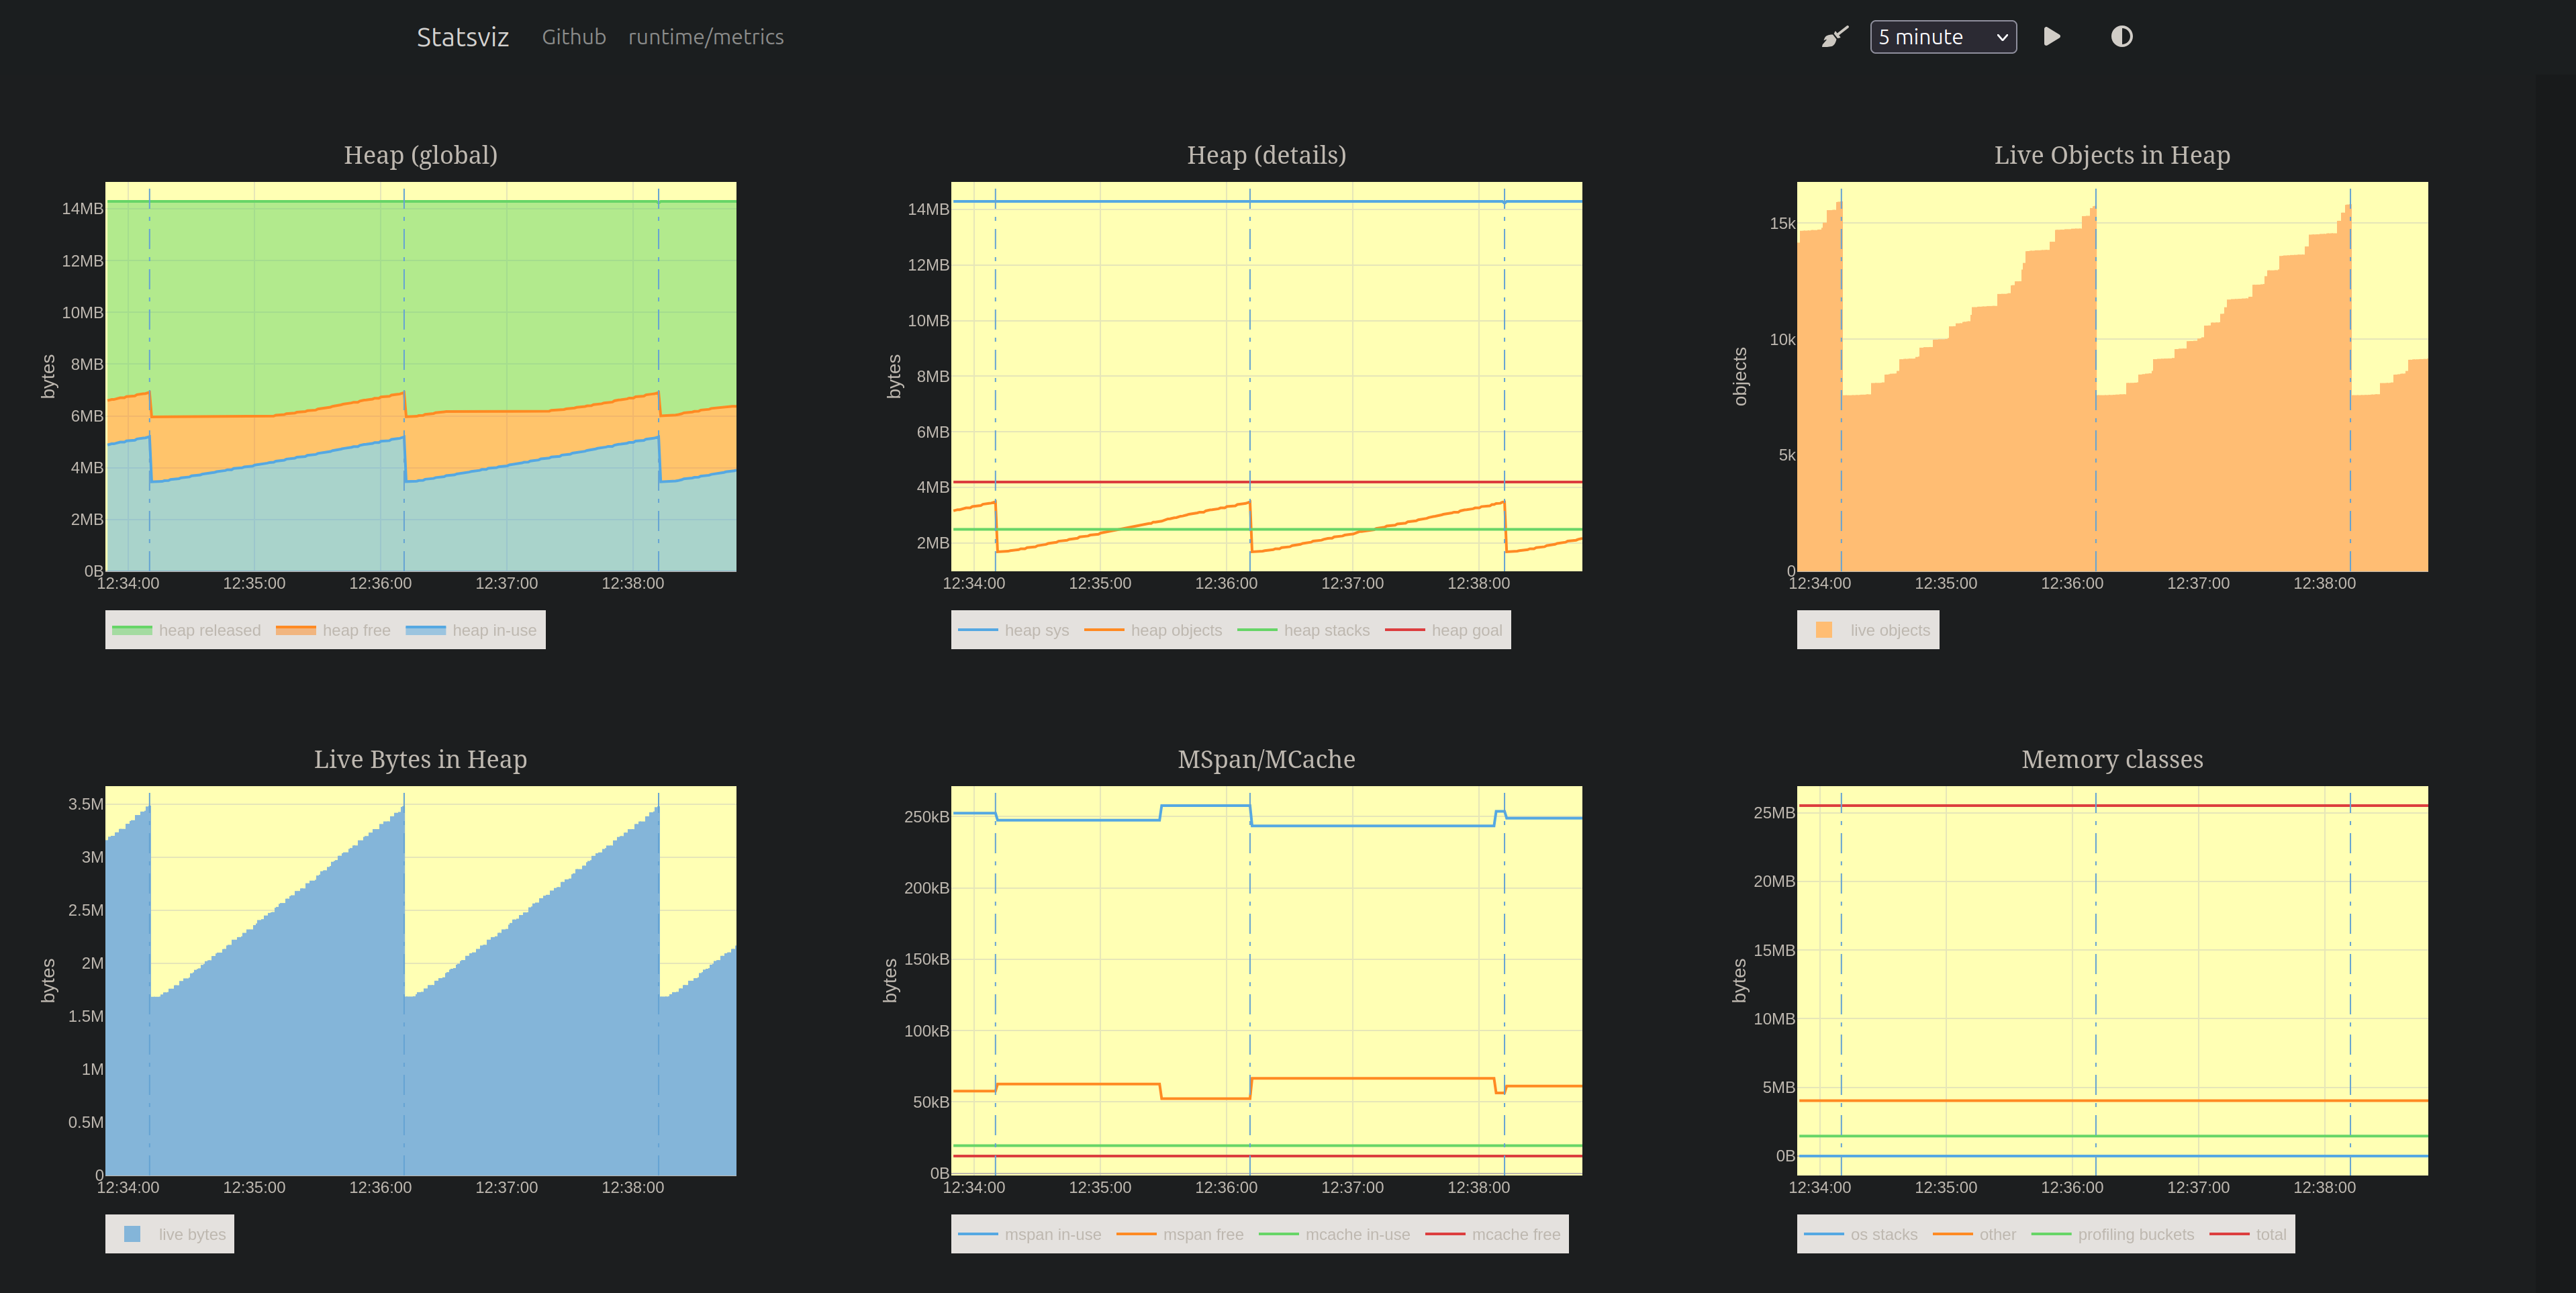 Statsviz Github runtime/metrics 5 minute
Heap (global)
14MB
12MB
10MB
8MB
6MB
4MB
2MB
0B
bytes
12:34:00 12:35:00 12:36:00 12:37:00 12:38:00
heap released heap free heap in-use
Heap (details)
14MB
12MB
10MB
8MB
6MB
4MB
2MB
bytes
12:34:00 12:35:00 12:36:00 12:37:00 12:38:00
heap sys heap objects heap stacks heap goal
Live Objects in Heap
15k
10k
5k
0
objects
12:34:00 12:35:00 12:36:00 12:37:00 12:38:00
live objects
Live Bytes in Heap
3.5M
3M
2.5M
2M
1.5M
1M
0.5M
0
bytes
12:34:00 12:35:00 12:36:00 12:37:00 12:38:00
live bytes
MSpan/MCache
250kB
200kB
150kB
100kB
50kB
0B
bytes
12:34:00 12:35:00 12:36:00 12:37:00 12:38:00
mspan in-use mspan free mcache in-use mcache free
Memory classes
25MB
20MB
15MB
10MB
5MB
0B
bytes
12:34:00 12:35:00 12:36:00 12:37:00 12:38:00
os stacks other profiling buckets total